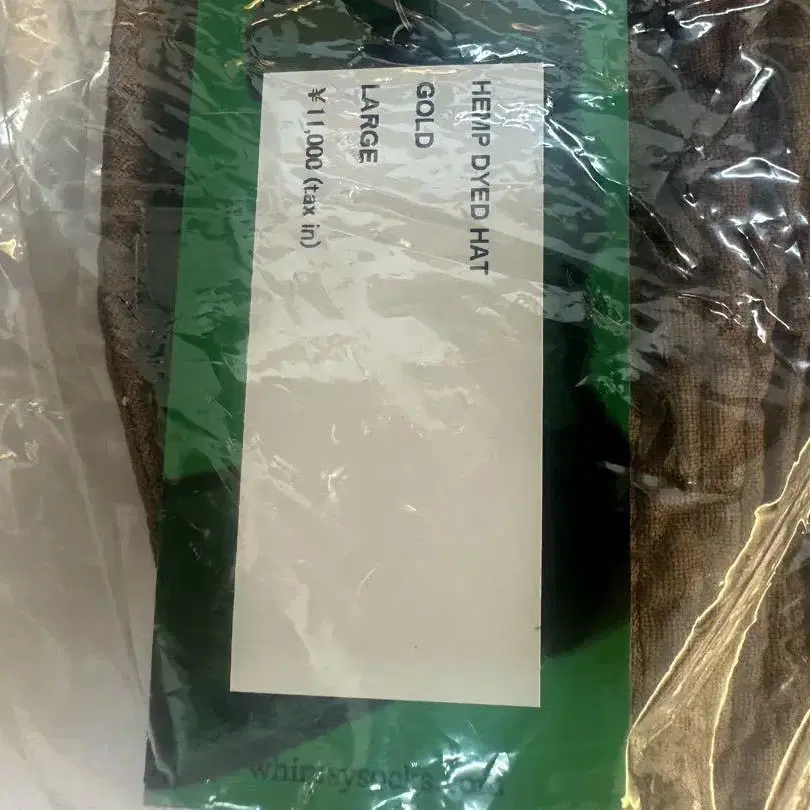 HEMP DYED HAT
GOLD
LARGE
¥11,000 (tax in)